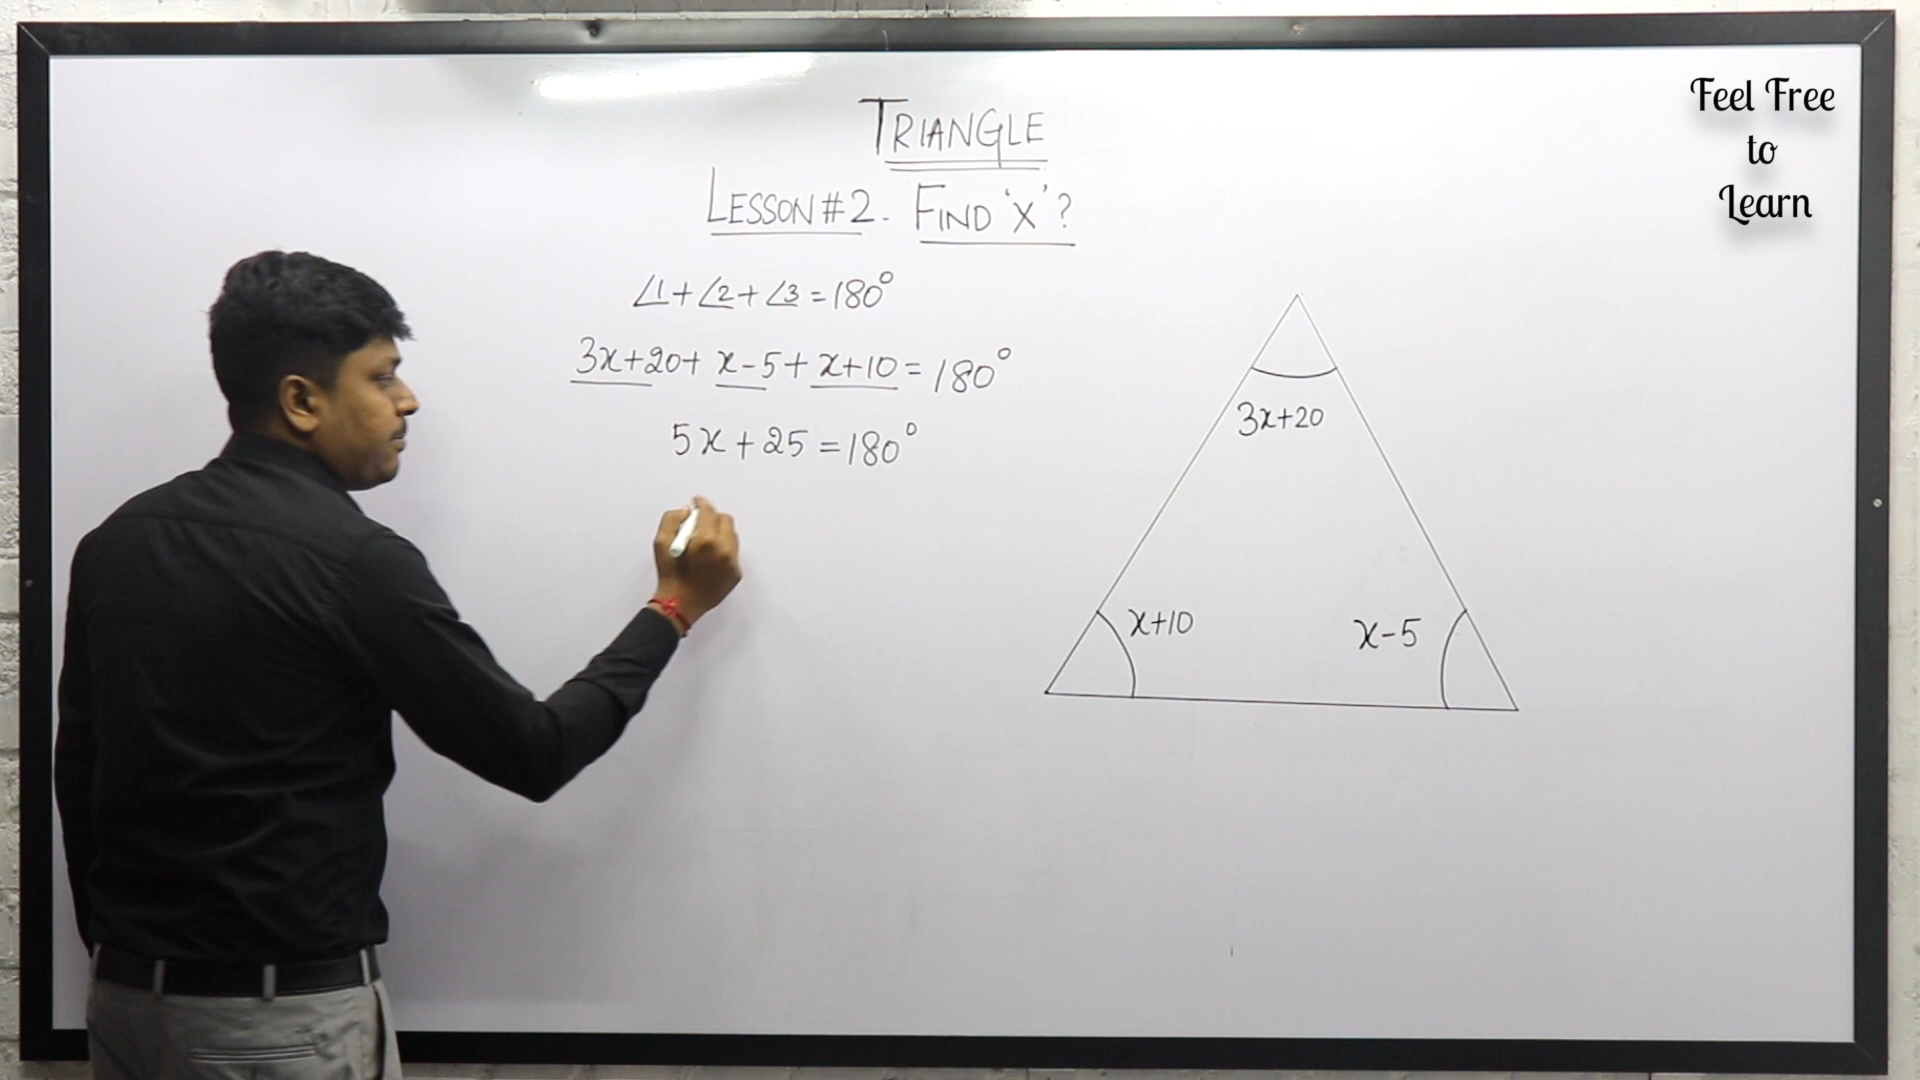 TRIANGLE
LESSON #2. FIND 'X'?
∠1+∠2+∠3=180°
3x+20+ x-5+x+10=180°
5x+25=180°
3x+20
x+10
x-5
Feel Free
to
Learn